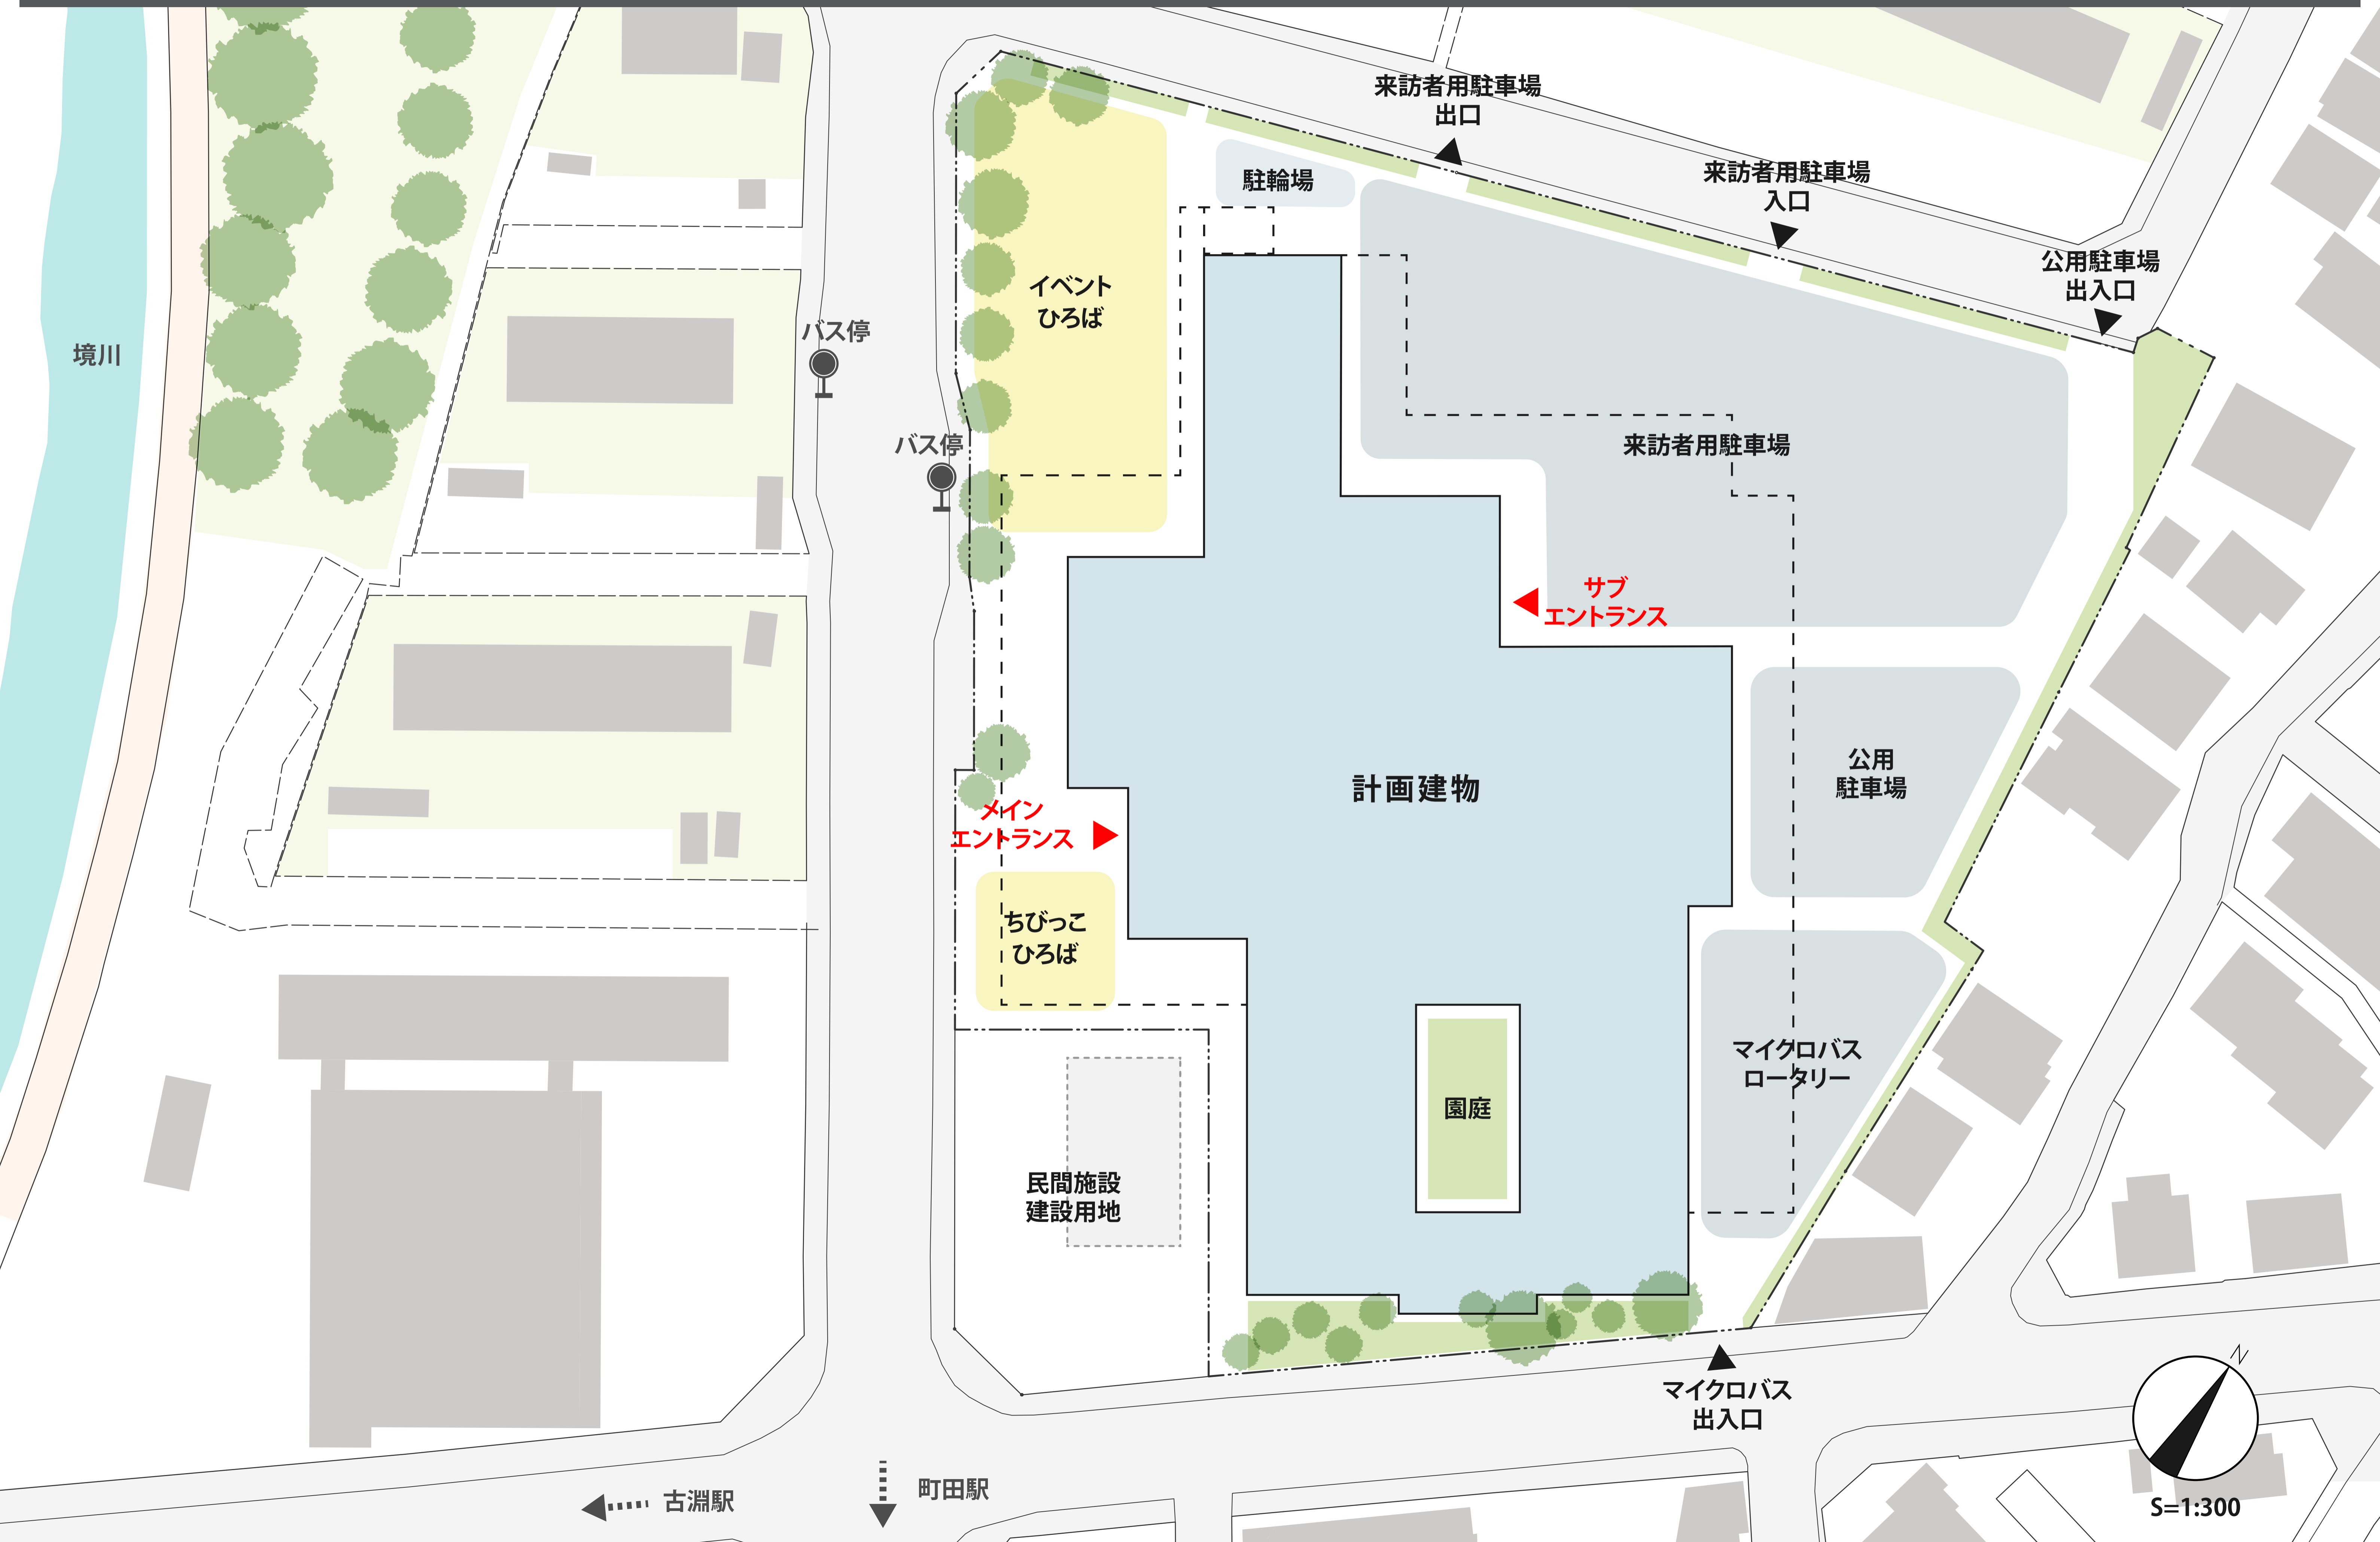 来訪者用駐車場
出口
来訪者用駐車場
入口
公用駐車場
出入口
駐輪場
イベント
ひろば
バス停
境川
バス停
来訪者用駐車場
サブ
エントランス
計画建物
公用
駐車場
メイン
エントランス
ちびっこ
ひろば
マイクロバス
ロータリー
園庭
民間施設
建設用地
マイクロバス
出入口
古淵駅
町田駅
N
S=1:300